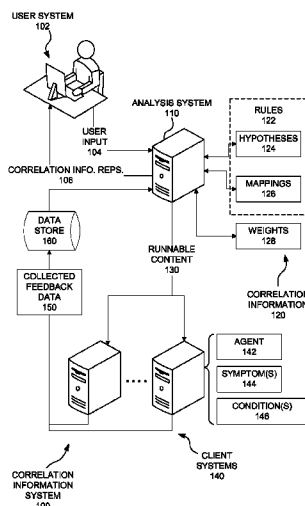 USER SYSTEM
102
ANALYSIS SYSTEM
110
USER
INPUT
104
RULES
122
HYPOTHESES
124
CORRELATION INFO. REPS.
106
MAPPINGS
126
DATA
STORE
160
RUNNABLE
CONTENT
130
WEIGHTS
128
COLLECTED
FEEDBACK
DATA
150
CORRELATION
INFORMATION
120
AGENT
142
SYMPTOM(S)
144
CONDITION(S)
146
CORRELATION
INFORMATION
SYSTEM
100
CLIENT
SYSTEMS
140